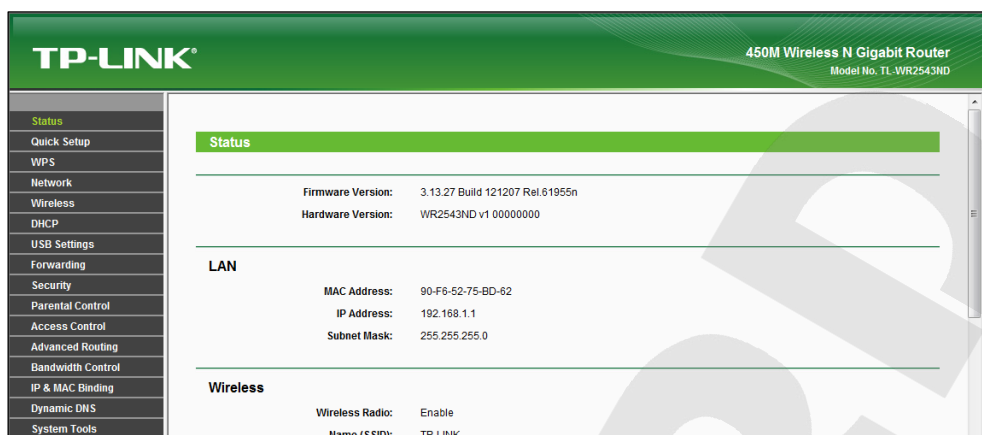 TP-LINK®
450M Wireless N Gigabit Router
Model No. TL-WR2543ND
Status
Quick Setup
WPS
Network
Wireless
DHCP
USB Settings
Forwarding
Security
Parental Control
Access Control
Advanced Routing
Bandwidth Control
IP & MAC Binding
Dynamic DNS
System Tools
Status
Firmware Version: 3.13.27 Build 121207 Rel.61955n
Hardware Version: WR2543ND v1 00000000
LAN
MAC Address: 90-F6-52-75-BD-62
IP Address: 192.168.1.1
Subnet Mask: 255.255.255.0
Wireless
Wireless Radio: Enable
Name (SSID): TP-LINK